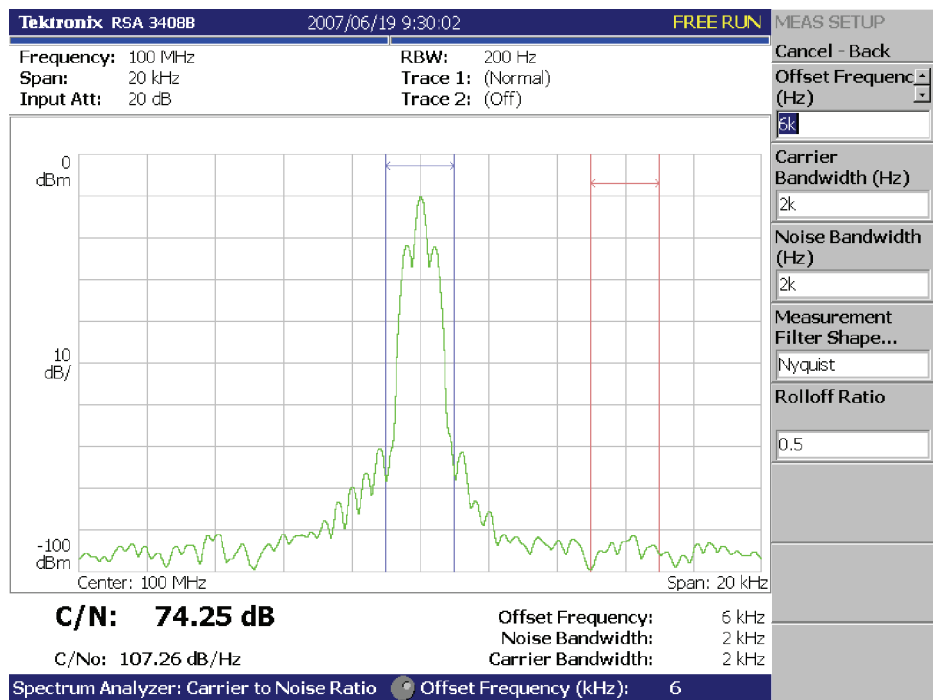 Tektronix RSA 3408B 2007/06/19 9:30:02 FREE RUN
MEAS SETUP
Cancel - Back
Frequency: 100 MHz RBW: 200 Hz
Span: 20 kHz Trace 1: (Normal)
Input Att: 20 dB Trace 2: (Off)
Offset Frequenc
(Hz)
6k
Carrier
Bandwidth (Hz)
2k
Noise Bandwidth
(Hz)
2k
Measurement
Filter Shape...
Nyquist
Rolloff Ratio
0.5
0
dBm
10
dB/
-100
dBm
Center: 100 MHz Span: 20 kHz
C/N: 74.25 dB
C/No: 107.26 dB/Hz
Offset Frequency: 6 kHz
Noise Bandwidth: 2 kHz
Carrier Bandwidth: 2 kHz
Spectrum Analyzer: Carrier to Noise Ratio Offset Frequency (kHz): 6